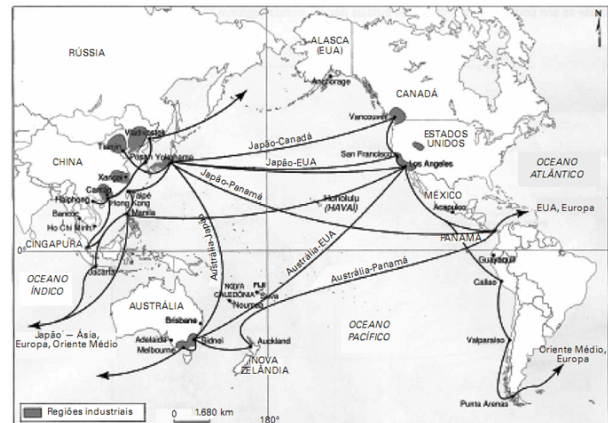 N
RÚSSIA
ALASCA
(EUA)
Anchorage
CANADÁ
Vancouver
ESTADOS
UNIDOS
San Francisco
Los Angeles
OCEANO
ATLÂNTICO
Vladivostok
Tianjin
Pusan Yokohama
CHINA
Xangai
Cantão
Taipé
Haiphong
Hong Kong
Bancoc
Manila
Ho Chi Minh
CINGAPURA
Jacarta
OCEANO
ÍNDICO
Japão-Canadá
Japão-EUA
Japão-Panamá
Honolulu
(HAVAÍ)
MÉXICO
Acapulco
EUA, Europa
PANAMÁ
Guayaquil
0°
Callao
Austrália-Japão
Austrália-EUA
Austrália-Panamá
NOVA
CALEDÔNIA
FIJI
Suva
Noumea
AUSTRÁLIA
Brisbane
Japão — Ásia,
Europa, Oriente Médio
Adelaide
Sidnei
Melbourne
Auckland
NOVA
ZELÂNDIA
OCEANO
PACÍFICO
Valparaíso
Oriente Médio,
Europa
Punta Arenas
Regiões industriais
0 1.680 km
180°